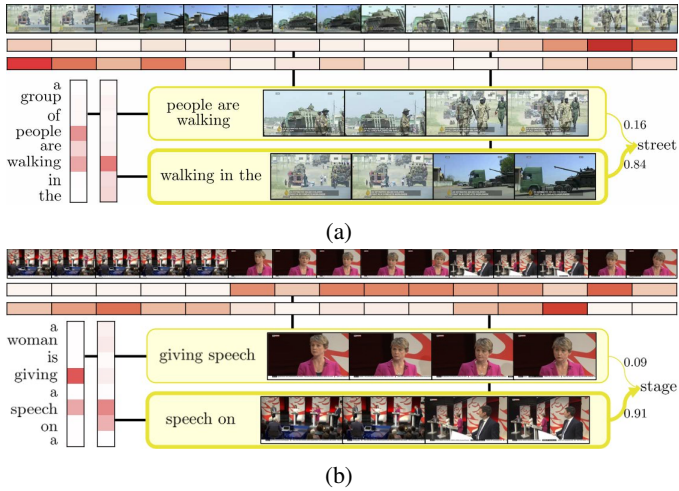 a
group
of
people
are
walking
in
the
people are
walking
walking in the
0.16
street
0.84
(a)
a
woman
is
giving
a
speech
on
a
giving speech
speech on
0.09
stage
0.91
(b)